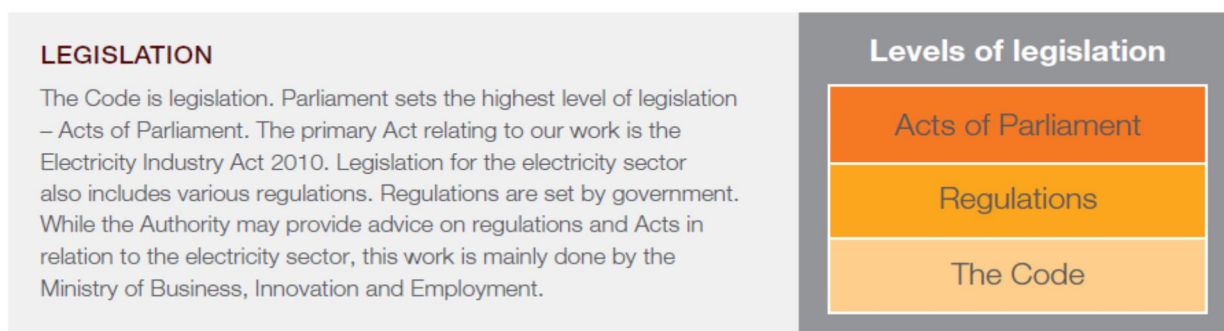 LEGISLATION
The Code is legislation. Parliament sets the highest level of legislation
– Acts of Parliament. The primary Act relating to our work is the
Electricity Industry Act 2010. Legislation for the electricity sector
also includes various regulations. Regulations are set by government.
While the Authority may provide advice on regulations and Acts in
relation to the electricity sector, this work is mainly done by the
Ministry of Business, Innovation and Employment.
Levels of legislation
Acts of Parliament
Regulations
The Code